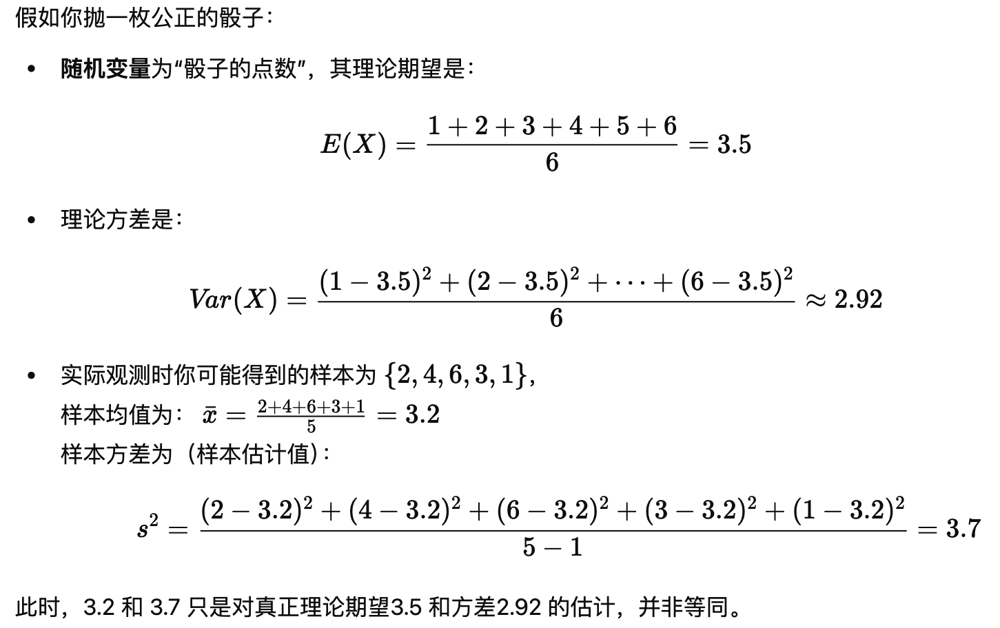 假如你抛一枚公正的骰子：
• 随机变量为“骰子的点数”，其理论期望是：
E(X) = \frac{1+2+3+4+5+6}{6} = 3.5
• 理论方差是：
Var(X) = \frac{(1-3.5)^2+(2-3.5)^2+\cdots+(6-3.5)^2}{6} ≈ 2.92
• 实际观测时你可能得到的样本为 {2, 4, 6, 3, 1}，
样本均值为： \bar{x} = \frac{2+4+6+3+1}{5} = 3.2
样本方差为（样本估计值）：
s^2 = \frac{(2-3.2)^2+(4-3.2)^2+(6-3.2)^2+(3-3.2)^2+(1-3.2)^2}{5-1} = 3.7
此时，3.2 和 3.7 只是对真正理论期望3.5 和方差2.92 的估计，并非等同。